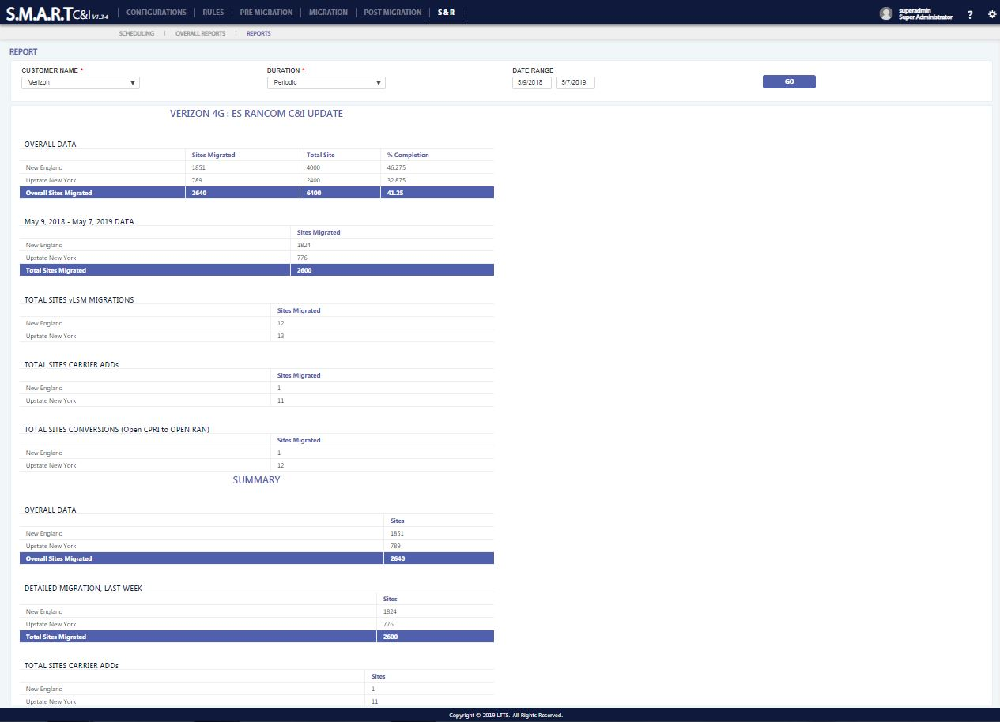 S.M.A.R.T C&I V1.3.4 CONFIGURATIONS RULES PRE MIGRATION MIGRATION POST MIGRATION S & R superadmin
Super Administrator ?
SCHEDULING OVERALL REPORTS REPORTS
REPORT
CUSTOMER NAME * DURATION * DATE RANGE
Verizon Periodic 5/9/2018 5/7/2019 GO
VERIZON 4G : ES RANCOM C&I UPDATE
OVERALL DATA
Sites Migrated Total Site % Completion
New England 1851 4000 46.275
Upstate New York 789 2400 32.875
Overall Sites Migrated 2640 6400 41.25
May 9, 2018 - May 7, 2019 DATA
Sites Migrated
New England 1824
Upstate New York 776
Total Sites Migrated 2600
TOTAL SITES vLSM MIGRATIONS
Sites Migrated
New England 12
Upstate New York 13
TOTAL SITES CARRIER ADDs
Sites Migrated
New England 1
Upstate New York 11
TOTAL SITES CONVERSIONS (Open CPRI to OPEN RAN)
Sites Migrated
New England 1
Upstate New York 12
SUMMARY
OVERALL DATA
Sites
New England 1851
Upstate New York 789
Overall Sites Migrated 2640
DETAILED MIGRATION, LAST WEEK
Sites
New England 1824
Upstate New York 776
Total Sites Migrated 2600
TOTAL SITES CARRIER ADDs
Sites
New England 1
Upstate New York 11
Copyright © 2019 LTTS. All Rights Reserved.